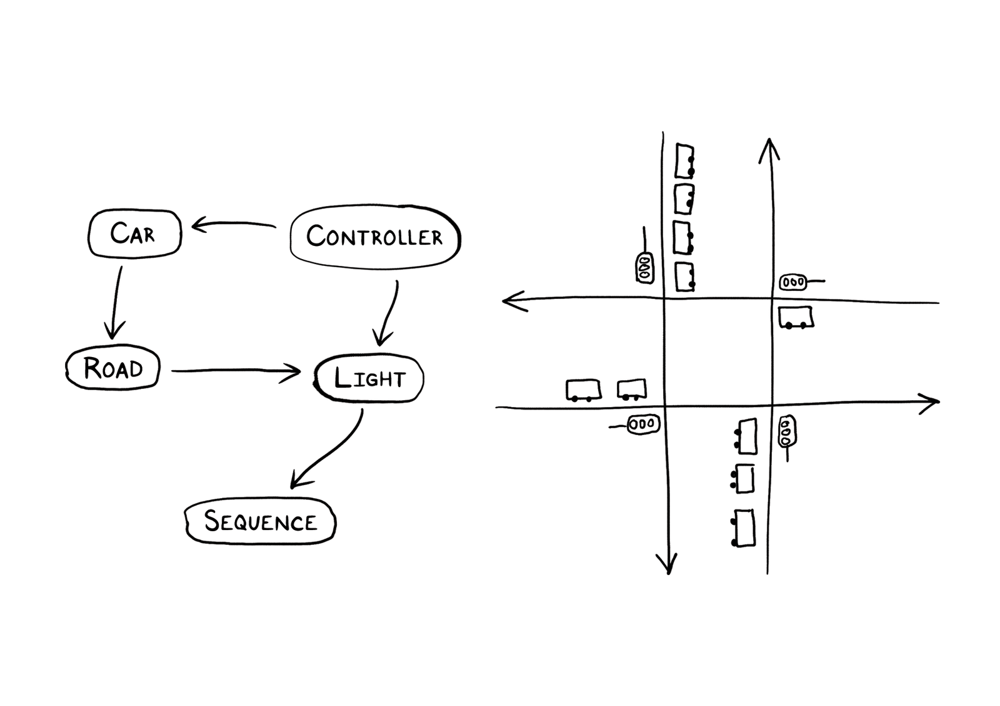 CAR
CONTROLLER
ROAD
LIGHT
SEQUENCE